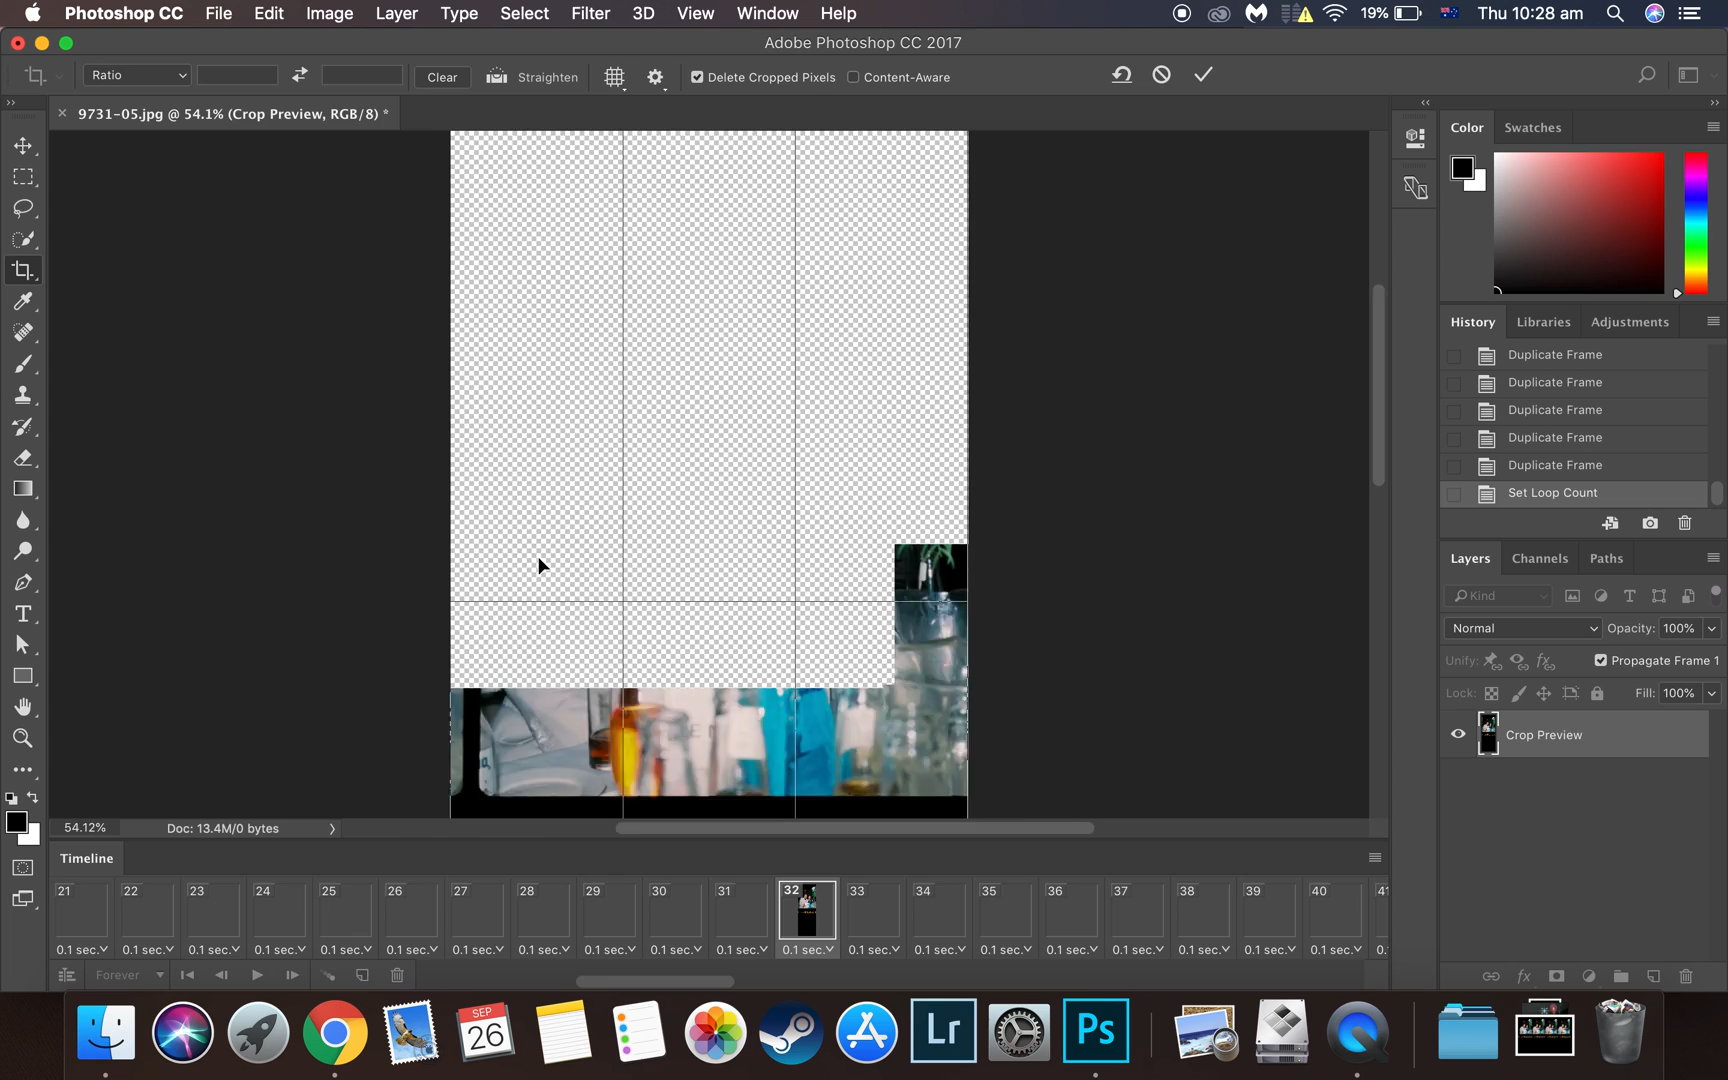 Photoshop CC File Edit Image Layer Type Select Filter 3D View Window Help 19% Thu 10:28 am
Adobe Photoshop CC 2017
Ratio Clear Straighten Delete Cropped Pixels Content-Aware
9731-05.jpg @ 54.1% (Crop Preview, RGB/8) *
Color Swatches
History Libraries Adjustments
Duplicate Frame
Duplicate Frame
Duplicate Frame
Duplicate Frame
Duplicate Frame
Set Loop Count
Layers Channels Paths
Kind
Normal Opacity: 100%
Unify: Propagate Frame 1
Lock: Fill: 100%
Crop Preview
54.12% Doc: 13.4M/0 bytes
Timeline
21 22 23 24 25 26 27 28 29 30 31 32 33 34 35 36 37 38 39 40 41
0.1 sec. 0.1 sec. 0.1 sec. 0.1 sec. 0.1 sec. 0.1 sec. 0.1 sec. 0.1 sec. 0.1 sec. 0.1 sec. 0.1 sec. 0.1 sec. 0.1 sec. 0.1 sec. 0.1 sec. 0.1 sec. 0.1 sec. 0.1 sec. 0.1 sec. 0.1 sec.
Forever
SEP
26
Lr
Ps